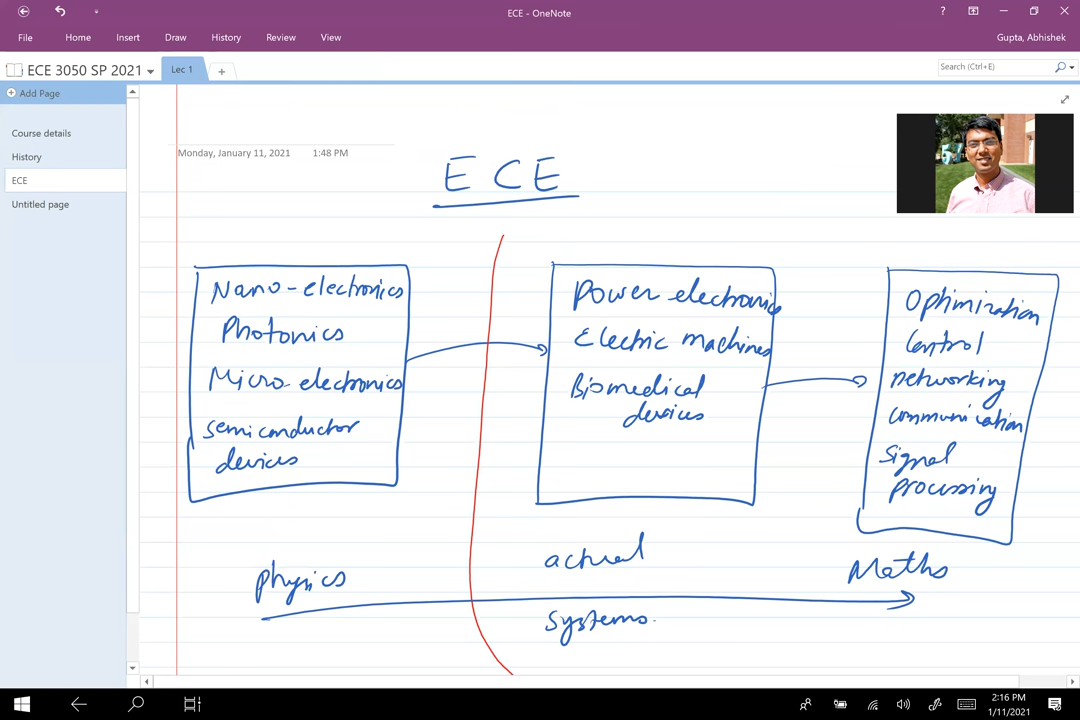 ECE - OneNote
?
File Home Insert Draw History Review View
Gupta, Abhishek
ECE 3050 SP 2021
Lec 1
Search (Ctrl+E)
Add Page
Course details
History
ECE
Untitled page
Monday, January 11, 2021 1:48 PM
ECE
Nano-electronics
Photonics
Micro-electronics
semiconductor
devices
Power electronics
Electric machines
Biomedical
devices
Optimization
Control
networking
communication
signal
processing
physics
actual
systems.
Maths
2:16 PM
1/11/2021